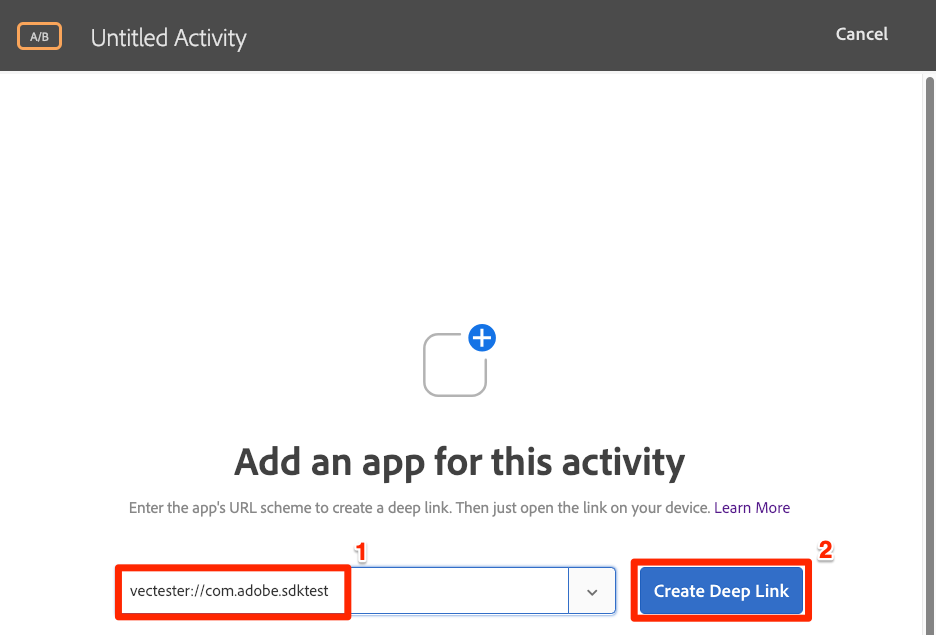 A/B Untitled Activity Cancel
Add an app for this activity
Enter the app's URL scheme to create a deep link. Then just open the link on your device. Learn More
1 2
vectester://com.adobe.sdktest Create Deep Link